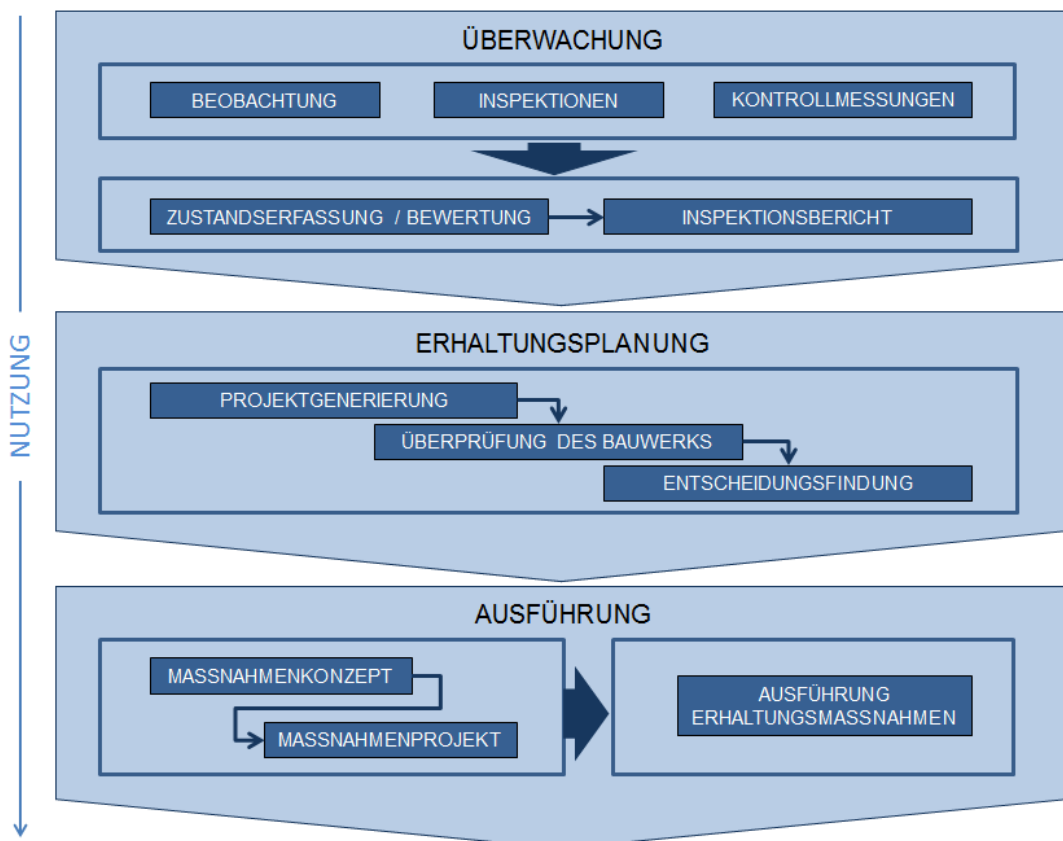 NUTZUNG
ÜBERWACHUNG
BEOBACHTUNG
INSPEKTIONEN
KONTROLLMESSUNGEN
ZUSTANDSERFASSUNG / BEWERTUNG
INSPEKTIONSBERICHT
ERHALTUNGSPLANUNG
PROJEKTGENERIERUNG
ÜBERPRÜFUNG DES BAUWERKS
ENTSCHEIDUNGSFINDUNG
AUSFÜHRUNG
MASSNAHMENKONZEPT
MASSNAHMENPROJEKT
AUSFÜHRUNG
ERHALTUNGSMASSNAHMEN